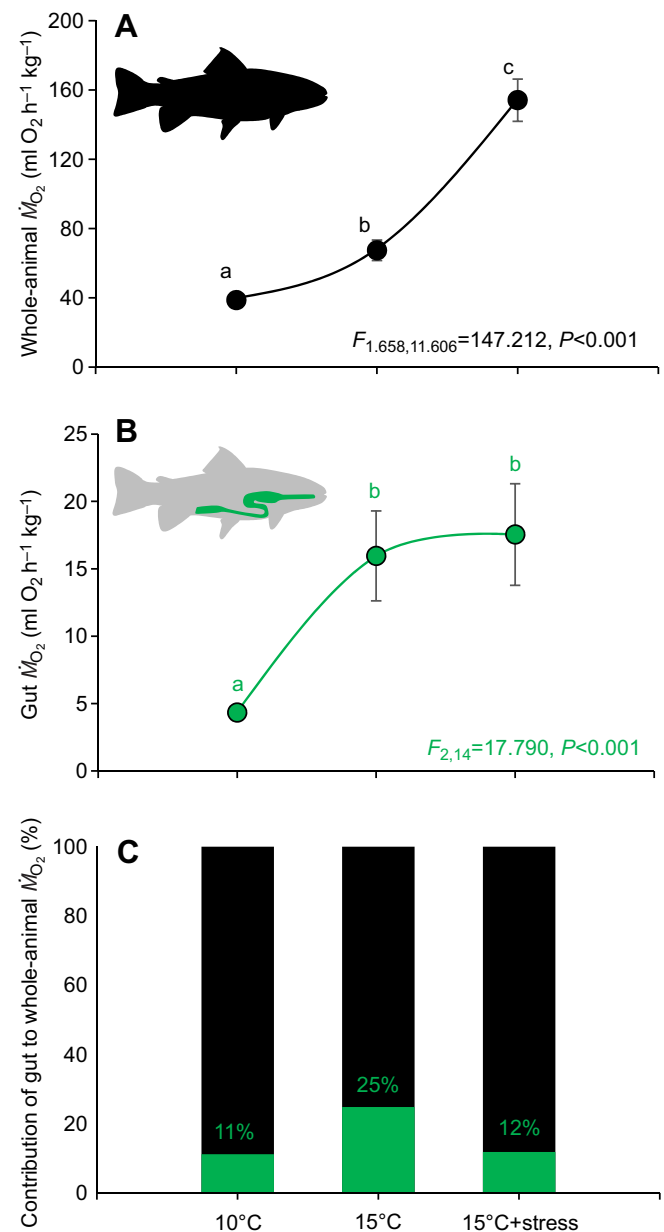 A
Whole-animal ṀO₂ (ml O₂ h⁻¹ kg⁻¹)
200
160
120
80
40
0
a
b
c
F1.658,11.606=147.212, P<0.001
B
Gut ṀO₂ (ml O₂ h⁻¹ kg⁻¹)
25
20
15
10
5
0
a
b
b
F2,14=17.790, P<0.001
C
Contribution of gut to whole-animal ṀO₂ (%)
100
80
60
40
20
0
11%
25%
12%
10°C
15°C
15°C+stress